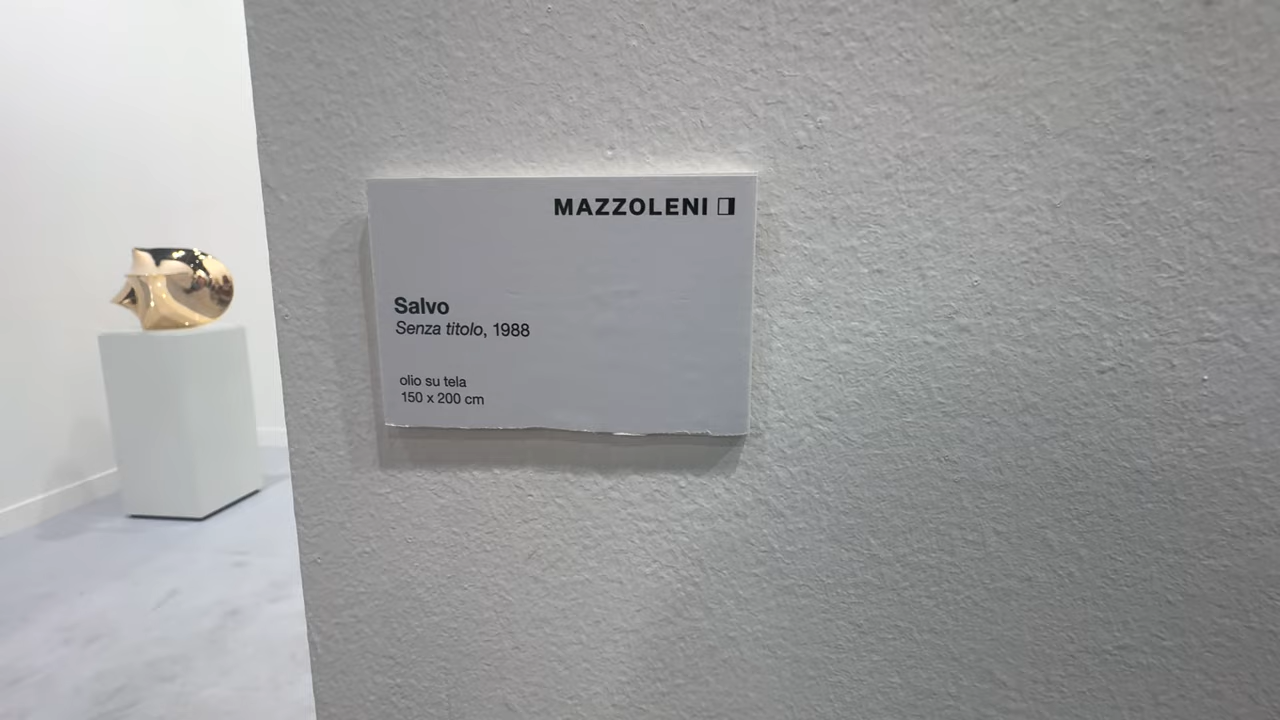 MAZZOLENI
Salvo
Senza titolo, 1988
olio su tela
150 x 200 cm